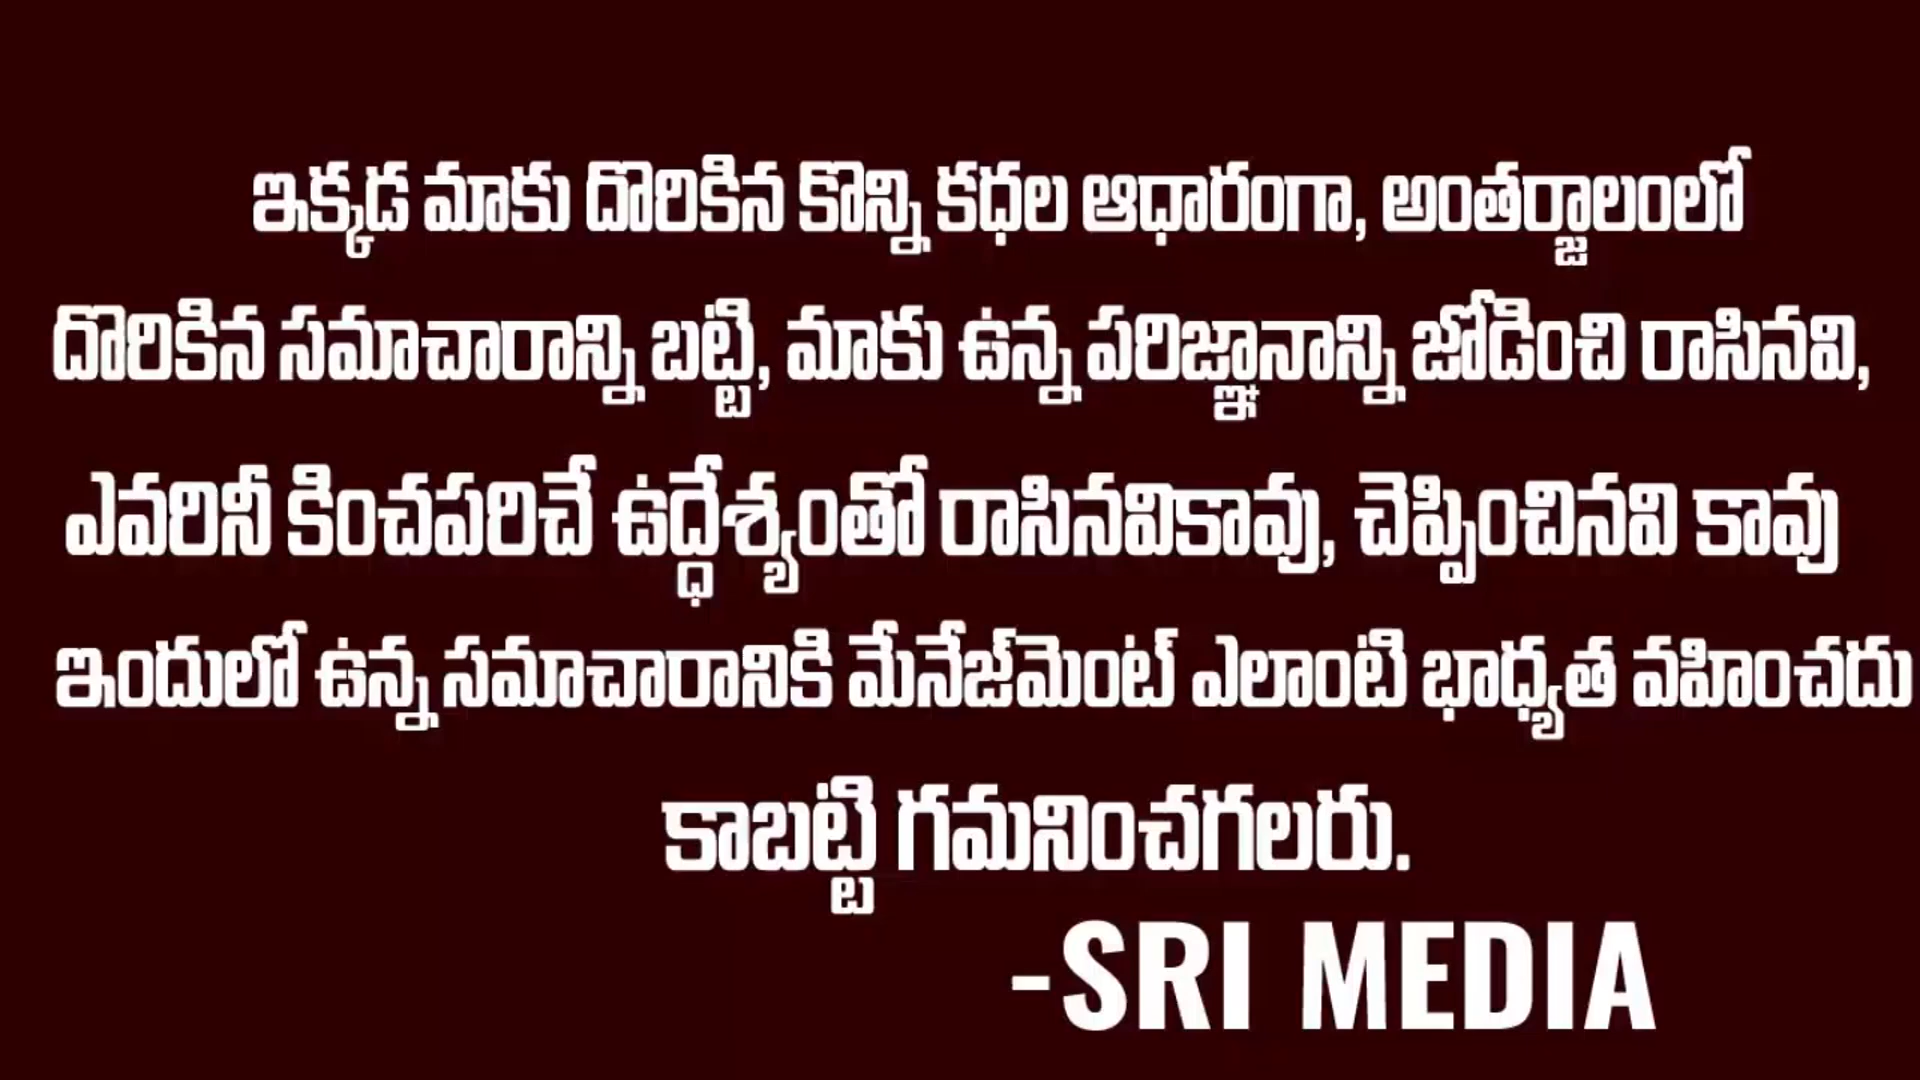 ఇక్కడ మాకు దొరికిన కొన్ని కధల ఆధారంగా, అంతర్జాలంలో
దొరికిన సమాచారాన్ని బట్టి, మాకు ఉన్న పరిజ్ఞానాన్ని జోడించి రాసినవి,
ఎవరినీ కించపరిచే ఉద్ధేశ్యంతో రాసినవికావు, చెప్పించినవి కావు
ఇందులో ఉన్న సమాచారానికి మేనేజ్‌మెంట్ ఎలాంటి భాధ్యత వహించదు
కాబట్టి గమనించగలరు.
-SRI MEDIA